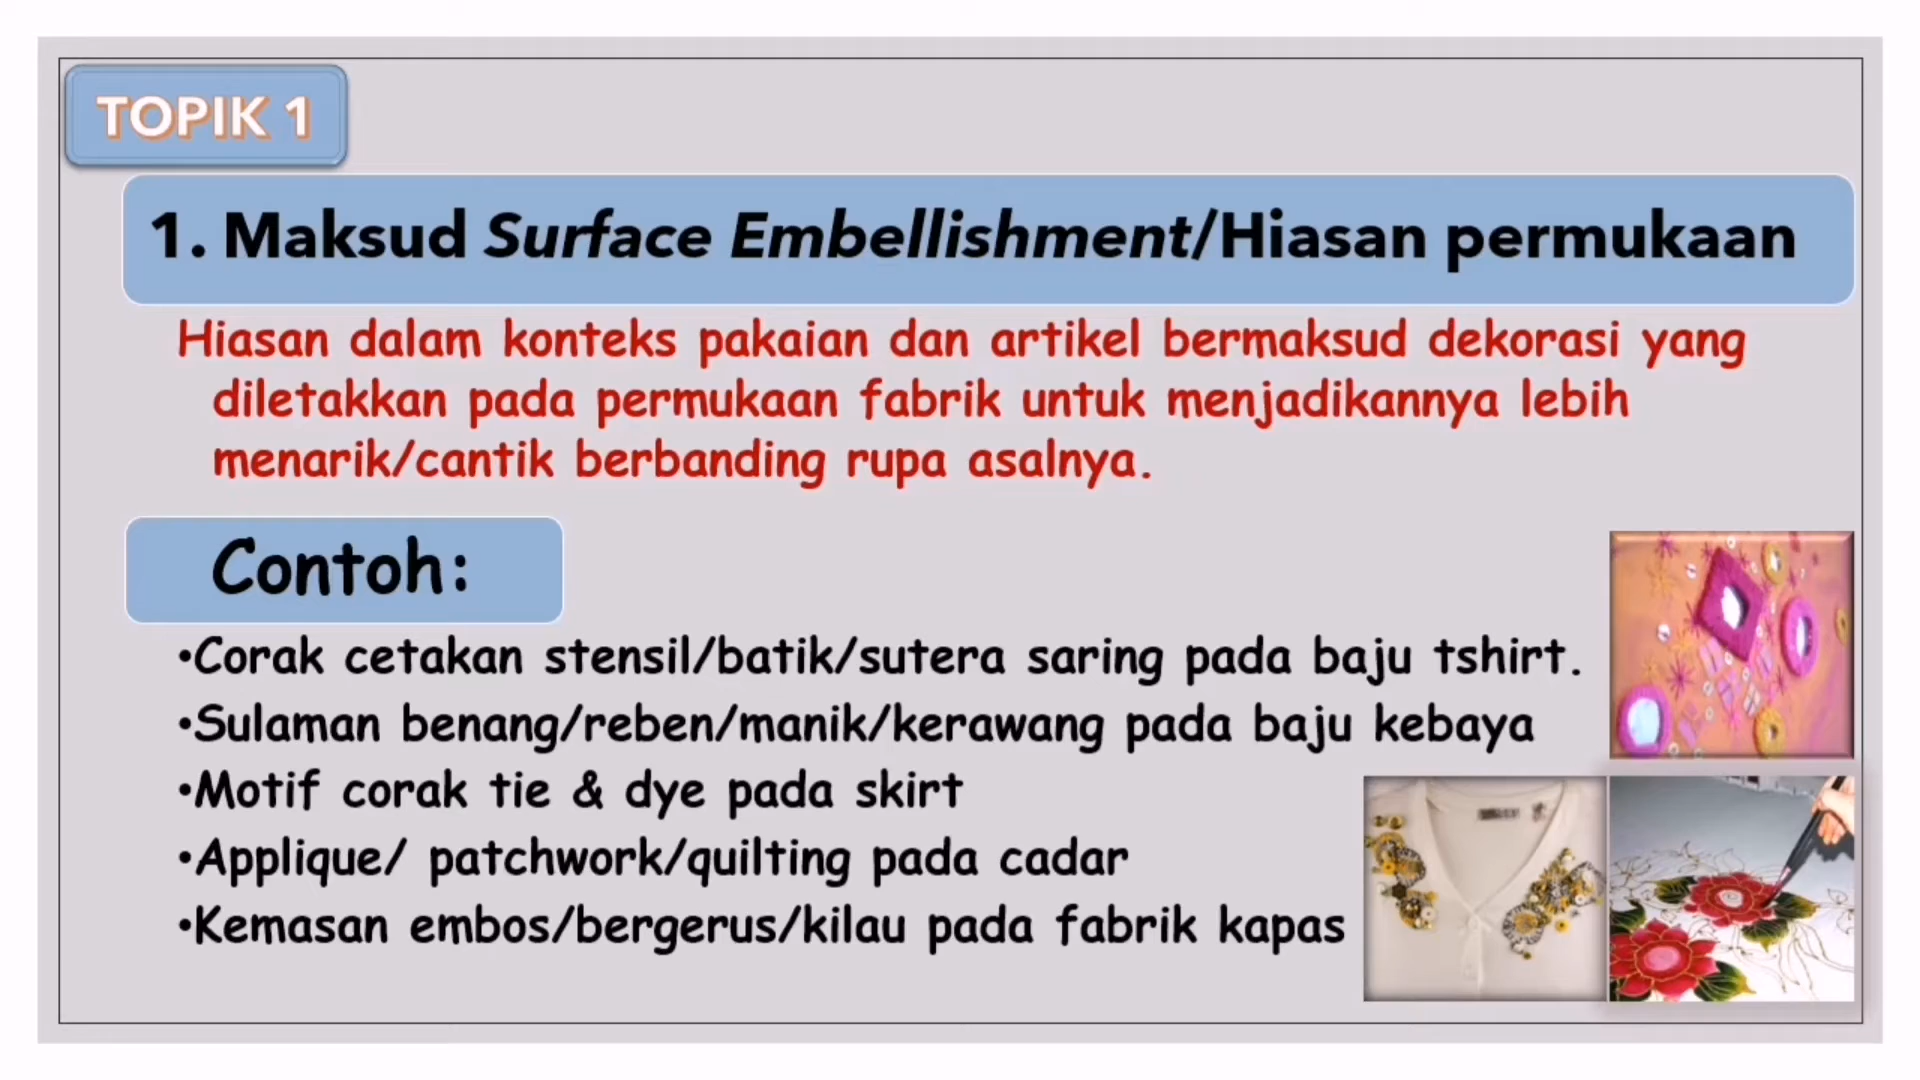 TOPIK 1
1. Maksud Surface Embellishment/Hiasan permukaan
Hiasan dalam konteks pakaian dan artikel bermaksud dekorasi yang
diletakkan pada permukaan fabrik untuk menjadikannya lebih
menarik/cantik berbanding rupa asalnya.
Contoh:
•Corak cetakan stensil/batik/sutera saring pada baju tshirt.
•Sulaman benang/reben/manik/kerawang pada baju kebaya
•Motif corak tie & dye pada skirt
•Applique/ patchwork/quilting pada cadar
•Kemasan embos/bergerus/kilau pada fabrik kapas